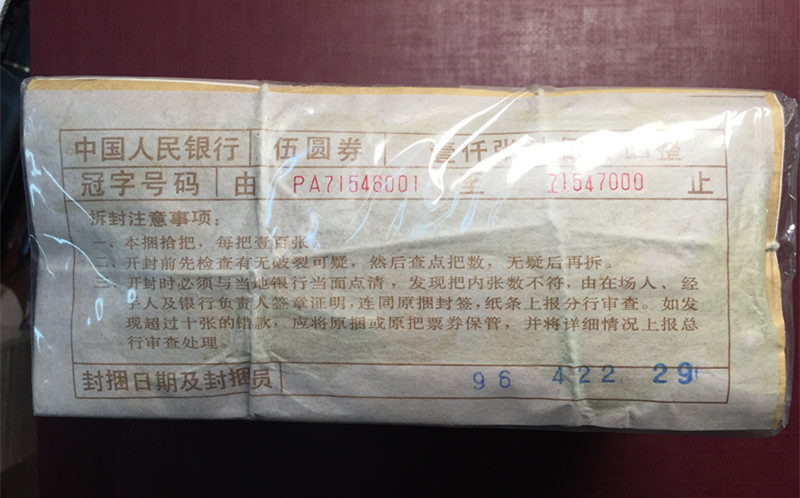 中国人民银行 伍圆券 壹仟张 整
冠字号码 由 PA71546001 至 71547000 止
拆封注意事项：
一、本捆拾把，每把壹百张。
二、开封前先检查有无破裂可疑，然后查点把数，无疑后再拆。
三、开封时必须与当地银行当面点清，发现把内张数不符，由在场人、经
手人及银行负责人签章证明，连同原捆封签，纸条上报分行审查。如发
现超过十张的错款，应将原捆或原把票券保管，并将详细情况上报总
行审查处理。
封捆日期及封捆员 96 422 29